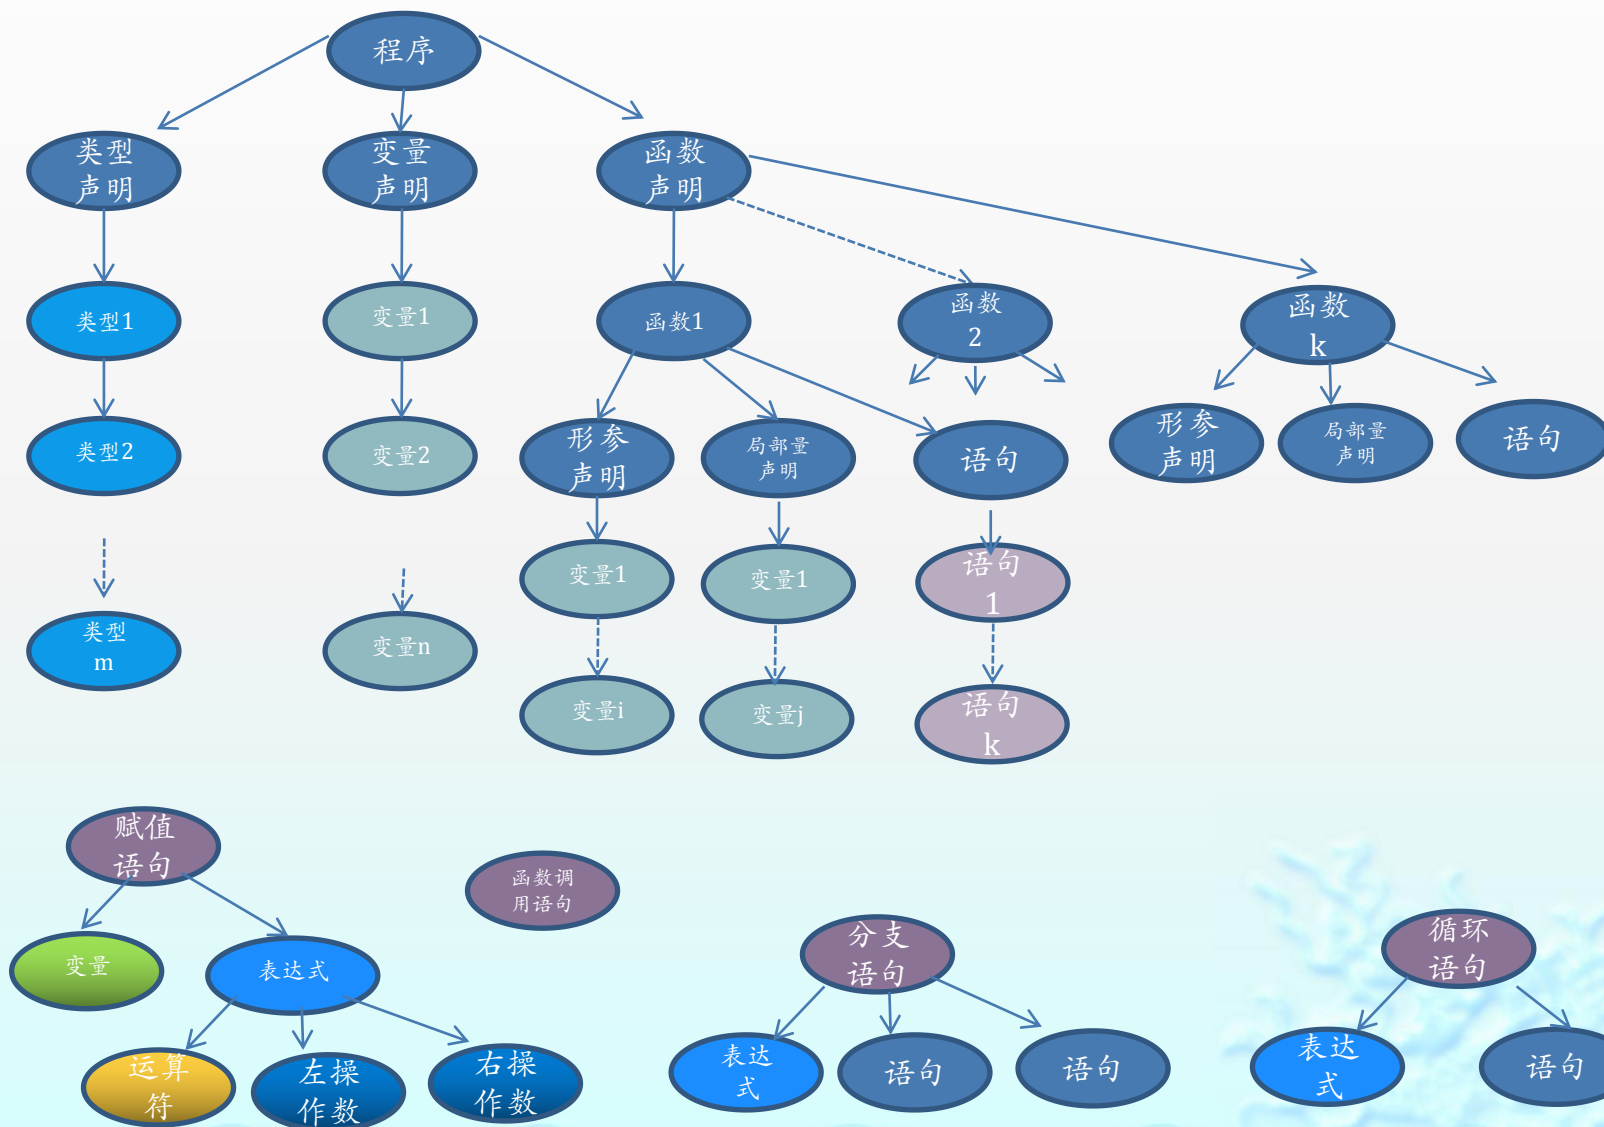 程序
类型
声明
变量
声明
函数
声明
类型1
变量1
函数1
函数
2
函数
k
类型2
变量2
形参
声明
局部量
声明
语句
形参
声明
局部量
声明
语句
变量1
变量1
语句
1
类型
m
变量n
变量i
变量j
语句
k
赋值
语句
函数调
用语句
分支
语句
循环
语句
变量
表达式
运算
符
左操
作数
右操
作数
表达
式
语句
语句
表达
式
语句